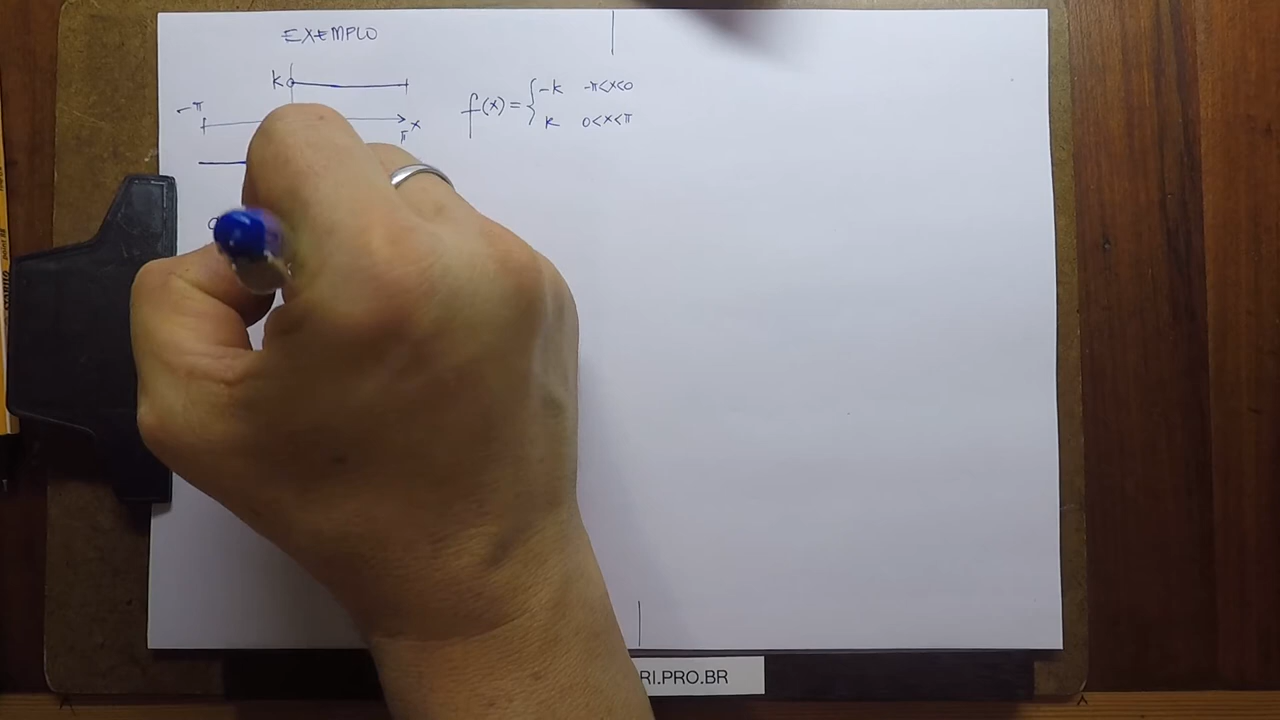 EXEMPLO
k
-π
x
π
f(x) = { -k -π<x<0
k 0<x<π
RI.PRO.BR